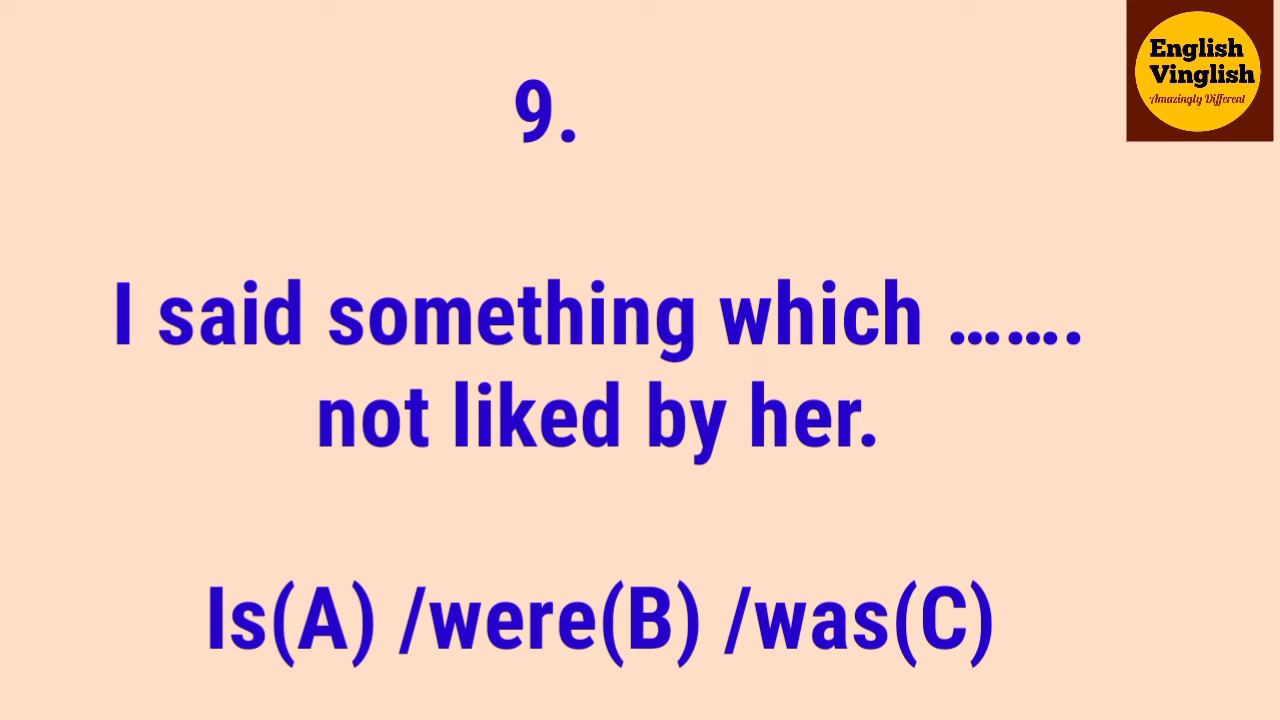 English
Vinglish
Amazingly Different
9.
I said something which …….
not liked by her.
Is(A) /were(B) /was(C)